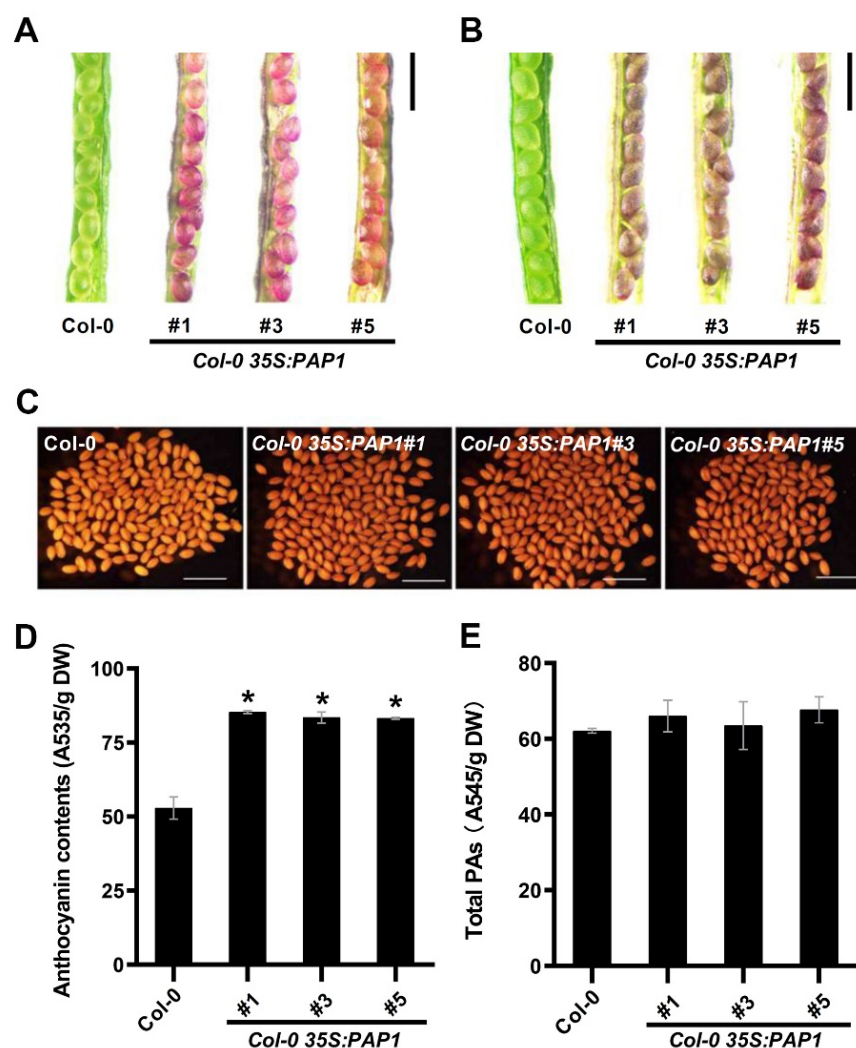 A
Col-0
#1
#3
#5
Col-0 35S:PAP1
B
Col-0
#1
#3
#5
Col-0 35S:PAP1
C
Col-0
Col-0 35S:PAP1#1
Col-0 35S:PAP1#3
Col-0 35S:PAP1#5
D
Anthocyanin contents (A535/g DW)
100
75
50
25
0
*
*
*
Col-0
#1
#3
#5
Col-0 35S:PAP1
E
Total PAs（A545/g DW）
80
60
40
20
0
Col-0
#1
#3
#5
Col-0 35S:PAP1